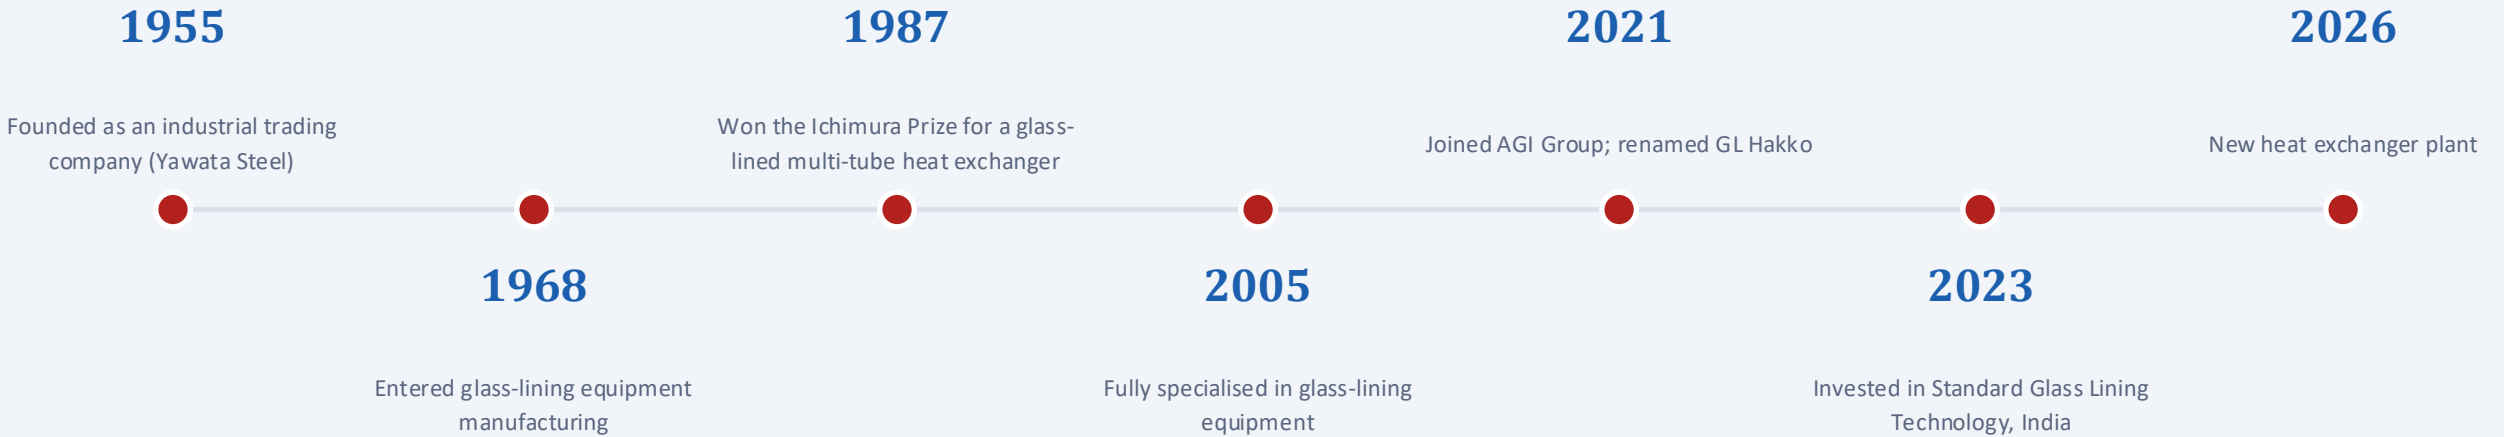 1955
Founded as an industrial trading
company (Yawata Steel)
1968
Entered glass-lining equipment
manufacturing
1987
Won the Ichimura Prize for a glass-
lined multi-tube heat exchanger
2005
Fully specialised in glass-lining
equipment
2021
Joined AGI Group; renamed GL Hakko
2023
Invested in Standard Glass Lining
Technology, India
2026
New heat exchanger plant